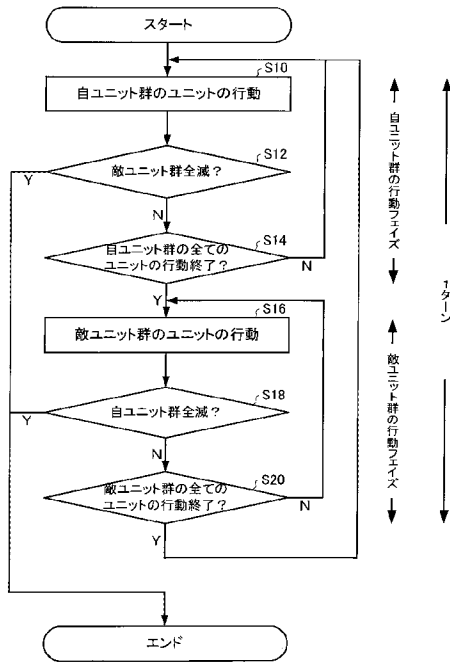 スタート
S10
自ユニット群のユニットの行動
S12
敵ユニット群全滅?
Y
N
S14
自ユニット群の全ての
ユニットの行動終了?
N
Y
S16
敵ユニット群のユニットの行動
S18
自ユニット群全滅?
Y
N
S20
敵ユニット群の全ての
ユニットの行動終了?
N
Y
エンド
自ユニット群の行動フェイズ
敵ユニット群の行動フェイズ
1ターン